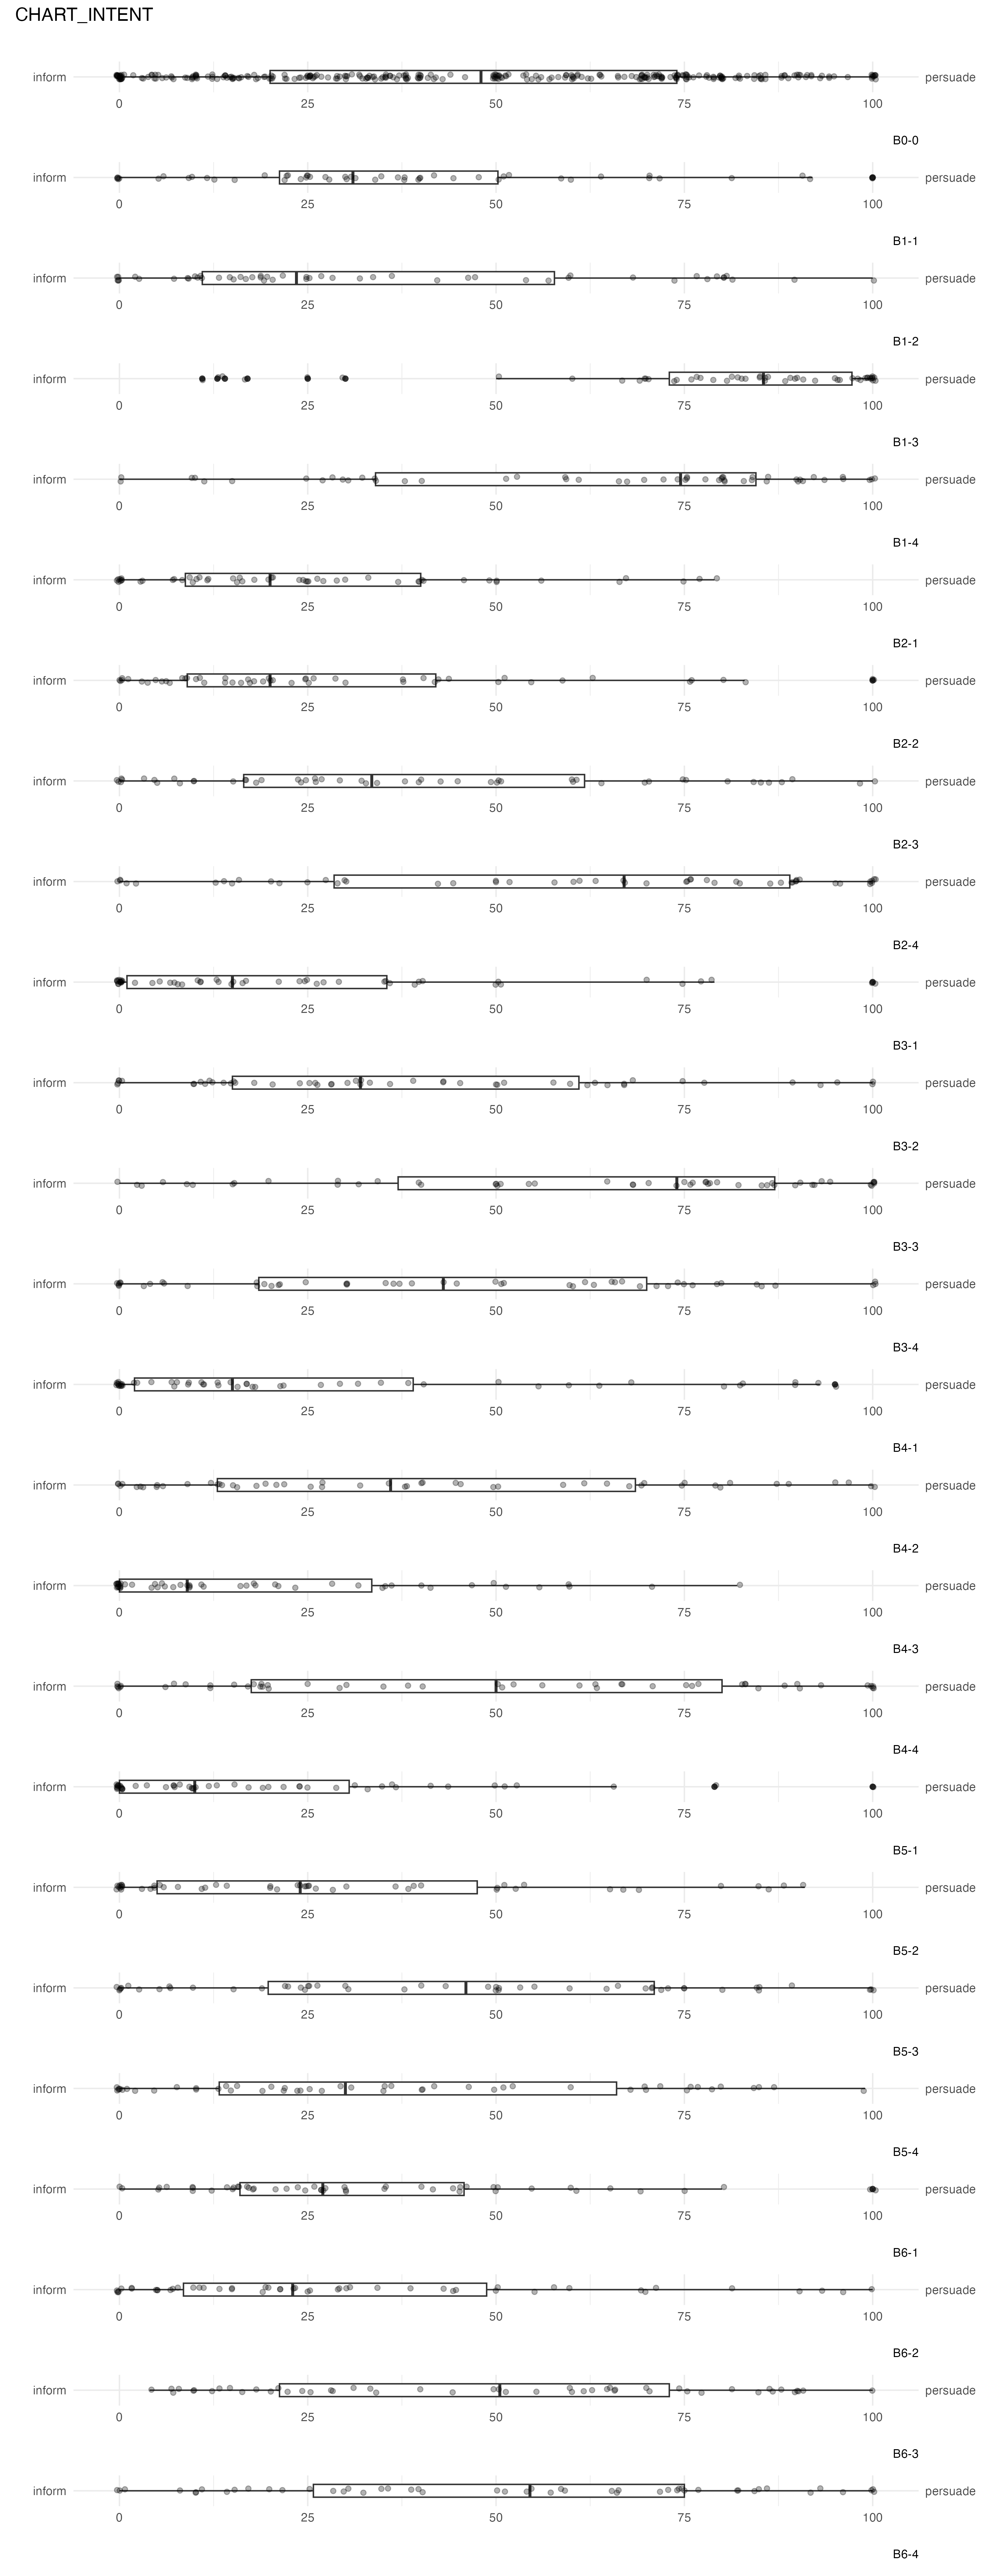 CHART_INTENT
inform persuade
0 25 50 75 100
B0-0
inform persuade
0 25 50 75 100
B1-1
inform persuade
0 25 50 75 100
B1-2
inform persuade
0 25 50 75 100
B1-3
inform persuade
0 25 50 75 100
B1-4
inform persuade
0 25 50 75 100
B2-1
inform persuade
0 25 50 75 100
B2-2
inform persuade
0 25 50 75 100
B2-3
inform persuade
0 25 50 75 100
B2-4
inform persuade
0 25 50 75 100
B3-1
inform persuade
0 25 50 75 100
B3-2
inform persuade
0 25 50 75 100
B3-3
inform persuade
0 25 50 75 100
B3-4
inform persuade
0 25 50 75 100
B4-1
inform persuade
0 25 50 75 100
B4-2
inform persuade
0 25 50 75 100
B4-3
inform persuade
0 25 50 75 100
B4-4
inform persuade
0 25 50 75 100
B5-1
inform persuade
0 25 50 75 100
B5-2
inform persuade
0 25 50 75 100
B5-3
inform persuade
0 25 50 75 100
B5-4
inform persuade
0 25 50 75 100
B6-1
inform persuade
0 25 50 75 100
B6-2
inform persuade
0 25 50 75 100
B6-3
inform persuade
0 25 50 75 100
B6-4